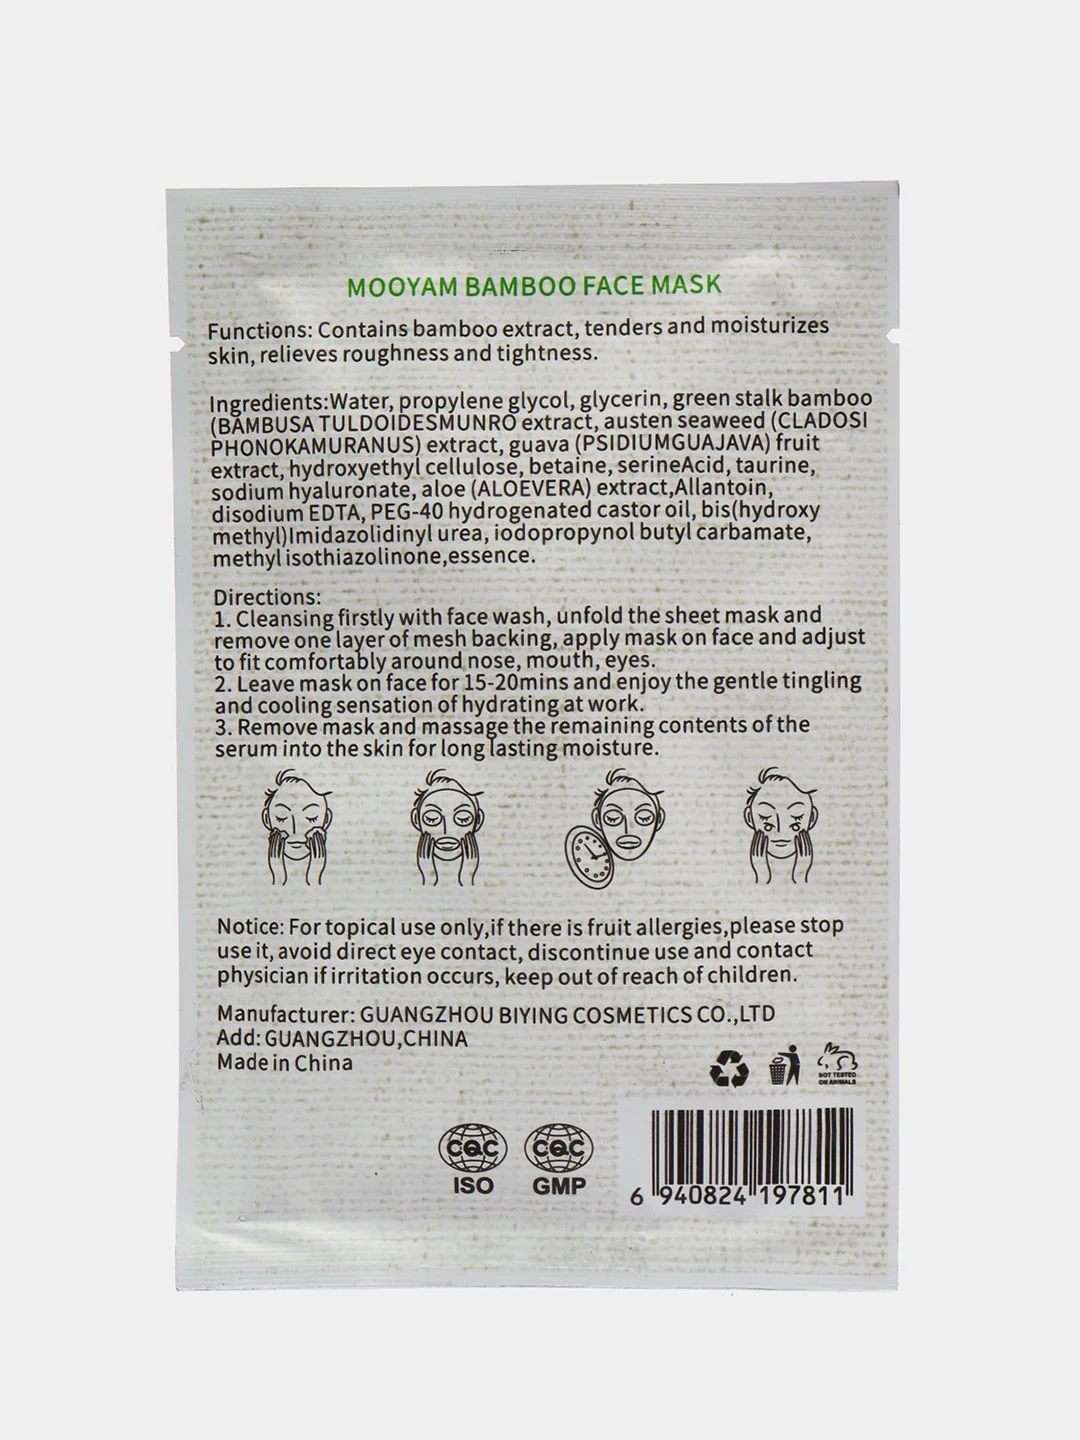 MOOYAM BAMBOO FACE MASK
Functions: Contains bamboo extract, tenders and moisturizes
skin, relieves roughness and tightness.
Ingredients:Water, propylene glycol, glycerin, green stalk bamboo
(BAMBUSA TULDOIDESMUNRO extract, austen seaweed (CLADOSI
PHONOKAMURANUS) extract, guava (PSIDIUMGUAJAVA) fruit
extract, hydroxyethyl cellulose, betaine, serineAcid, taurine,
sodium hyaluronate, aloe (ALOEVERA) extract,Allantoin,
disodium EDTA, PEG-40 hydrogenated castor oil, bis(hydroxy
methyl)Imidazolidinyl urea, iodopropynol butyl carbamate,
methyl isothiazolinone,essence.
Directions:
1. Cleansing firstly with face wash, unfold the sheet mask and
remove one layer of mesh backing, apply mask on face and adjust
to fit comfortably around nose, mouth, eyes.
2. Leave mask on face for 15-20mins and enjoy the gentle tingling
and cooling sensation of hydrating at work.
3. Remove mask and massage the remaining contents of the
serum into the skin for long lasting moisture.
Notice: For topical use only,if there is fruit allergies,please stop
use it, avoid direct eye contact, discontinue use and contact
physician if irritation occurs, keep out of reach of children.
Manufacturer: GUANGZHOU BIYING COSMETICS CO.,LTD
Add: GUANGZHOU,CHINA
Made in China
NOT TESTED
ON ANIMALS
CQC CQC
ISO GMP
6 940824 197811